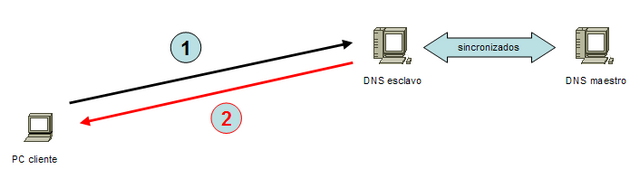 1
sincronizados
DNS esclavo
DNS maestro
2
PC cliente